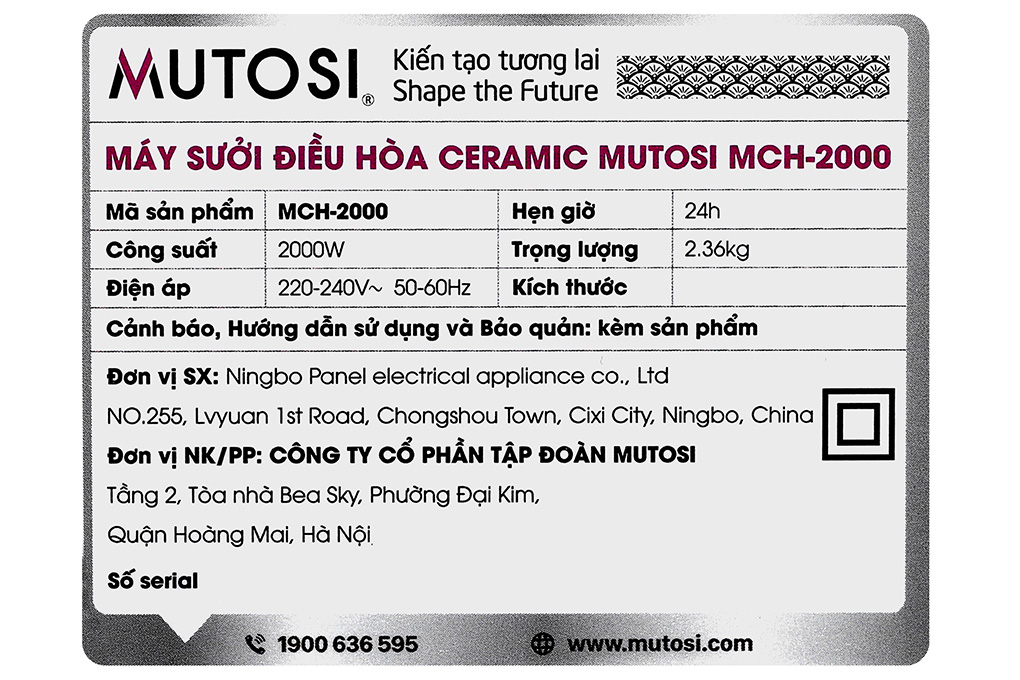 MUTOSI®
Kiến tạo tương lai
Shape the Future
MÁY SƯỞI ĐIỀU HÒA CERAMIC MUTOSI MCH-2000
Mã sản phẩm MCH-2000 Hẹn giờ 24h
Công suất 2000W Trọng lượng 2.36kg
Điện áp 220-240V~ 50-60Hz Kích thước
Cảnh báo, Hướng dẫn sử dụng và Bảo quản: kèm sản phẩm
Đơn vị SX: Ningbo Panel electrical appliance co., Ltd
NO.255, Lvyuan 1st Road, Chongshou Town, Cixi City, Ningbo, China
Đơn vị NK/PP: CÔNG TY CỔ PHẦN TẬP ĐOÀN MUTOSI
Tầng 2, Tòa nhà Bea Sky, Phường Đại Kim,
Quận Hoàng Mai, Hà Nội
Số serial
1900 636 595 www.mutosi.com